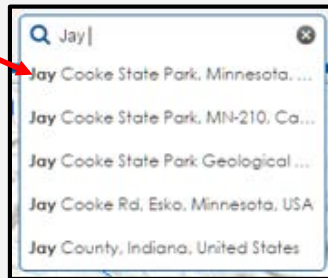 Jay
Jay Cooke State Park, Minnesota, ...
Jay Cooke State Park, MN-210, Ca...
Jay Cooke State Park Geological ...
Jay Cooke Rd, Esko, Minnesota, USA
Jay County, Indiana, United States